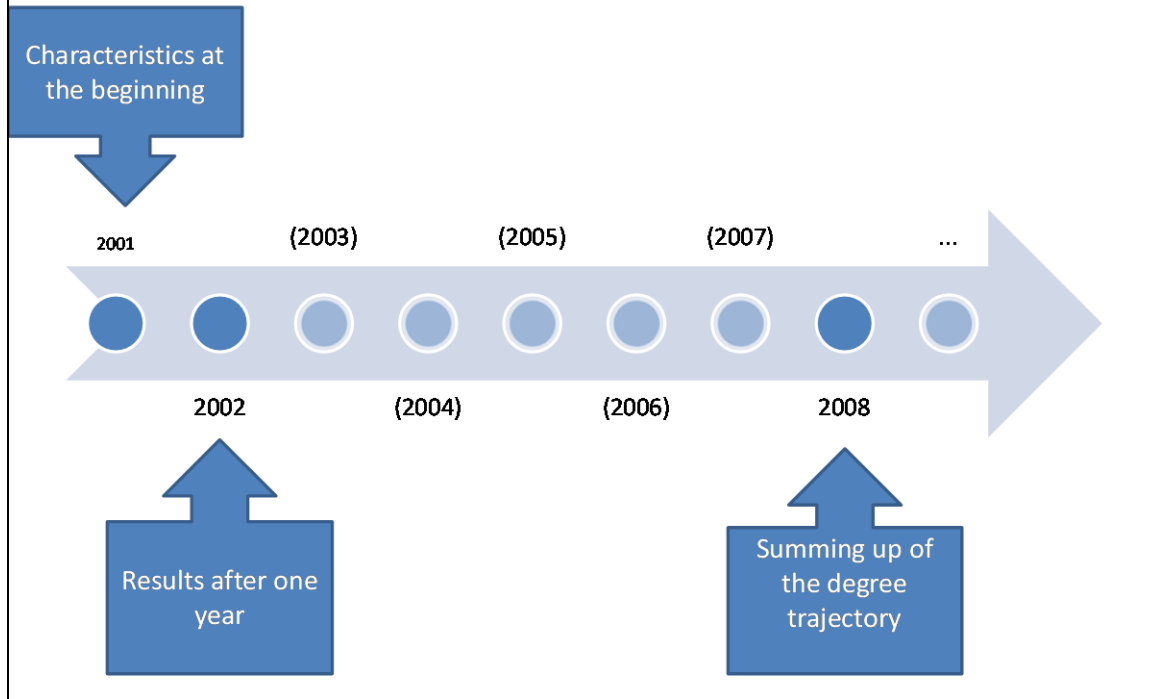 Characteristics at
the beginning
2001
(2003)
(2005)
(2007)
...
2002
(2004)
(2006)
2008
Results after one
year
Summing up of
the degree
trajectory